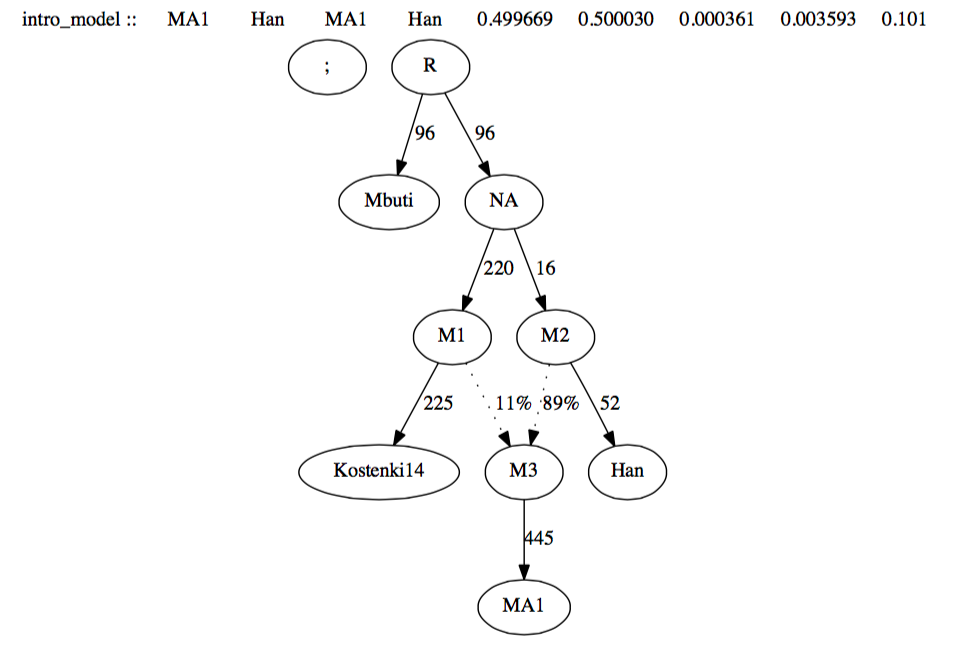 intro_model :: MA1 Han MA1 Han 0.499669 0.500030 0.000361 0.003593 0.101
; R
96 96
Mbuti NA
220 16
M1 M2
225 11% 89% 52
Kostenki14 M3 Han
445
MA1